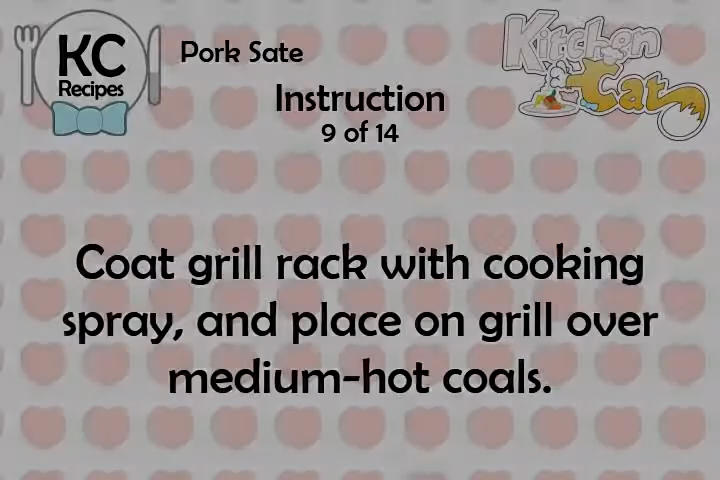 KC
Recipes
Pork Sate
Kitchen
Cat
Instruction
9 of 14
Coat grill rack with cooking
spray, and place on grill over
medium-hot coals.